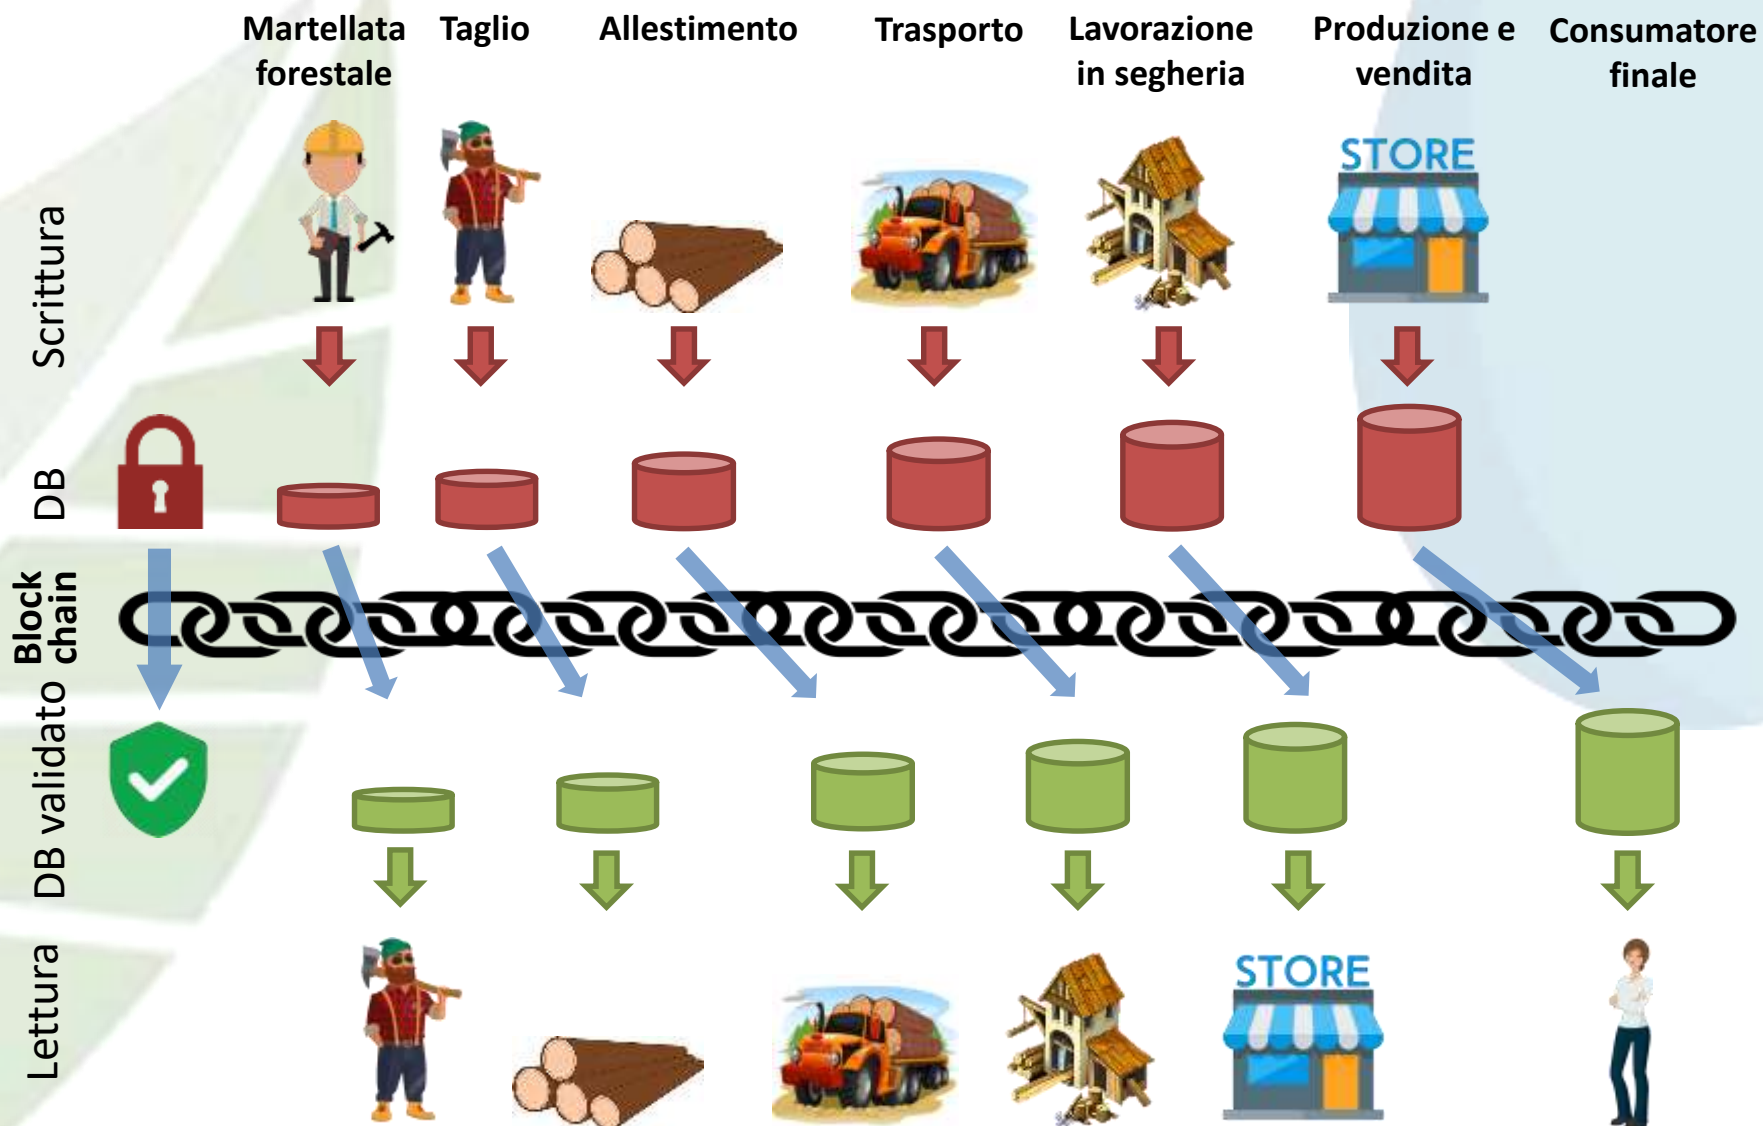 Martellata
forestale
Taglio
Allestimento
Trasporto
Lavorazione
in segheria
Produzione e
vendita
Consumatore
finale
STORE
Scrittura
DB
Block
chain
DB validato
Lettura
STORE